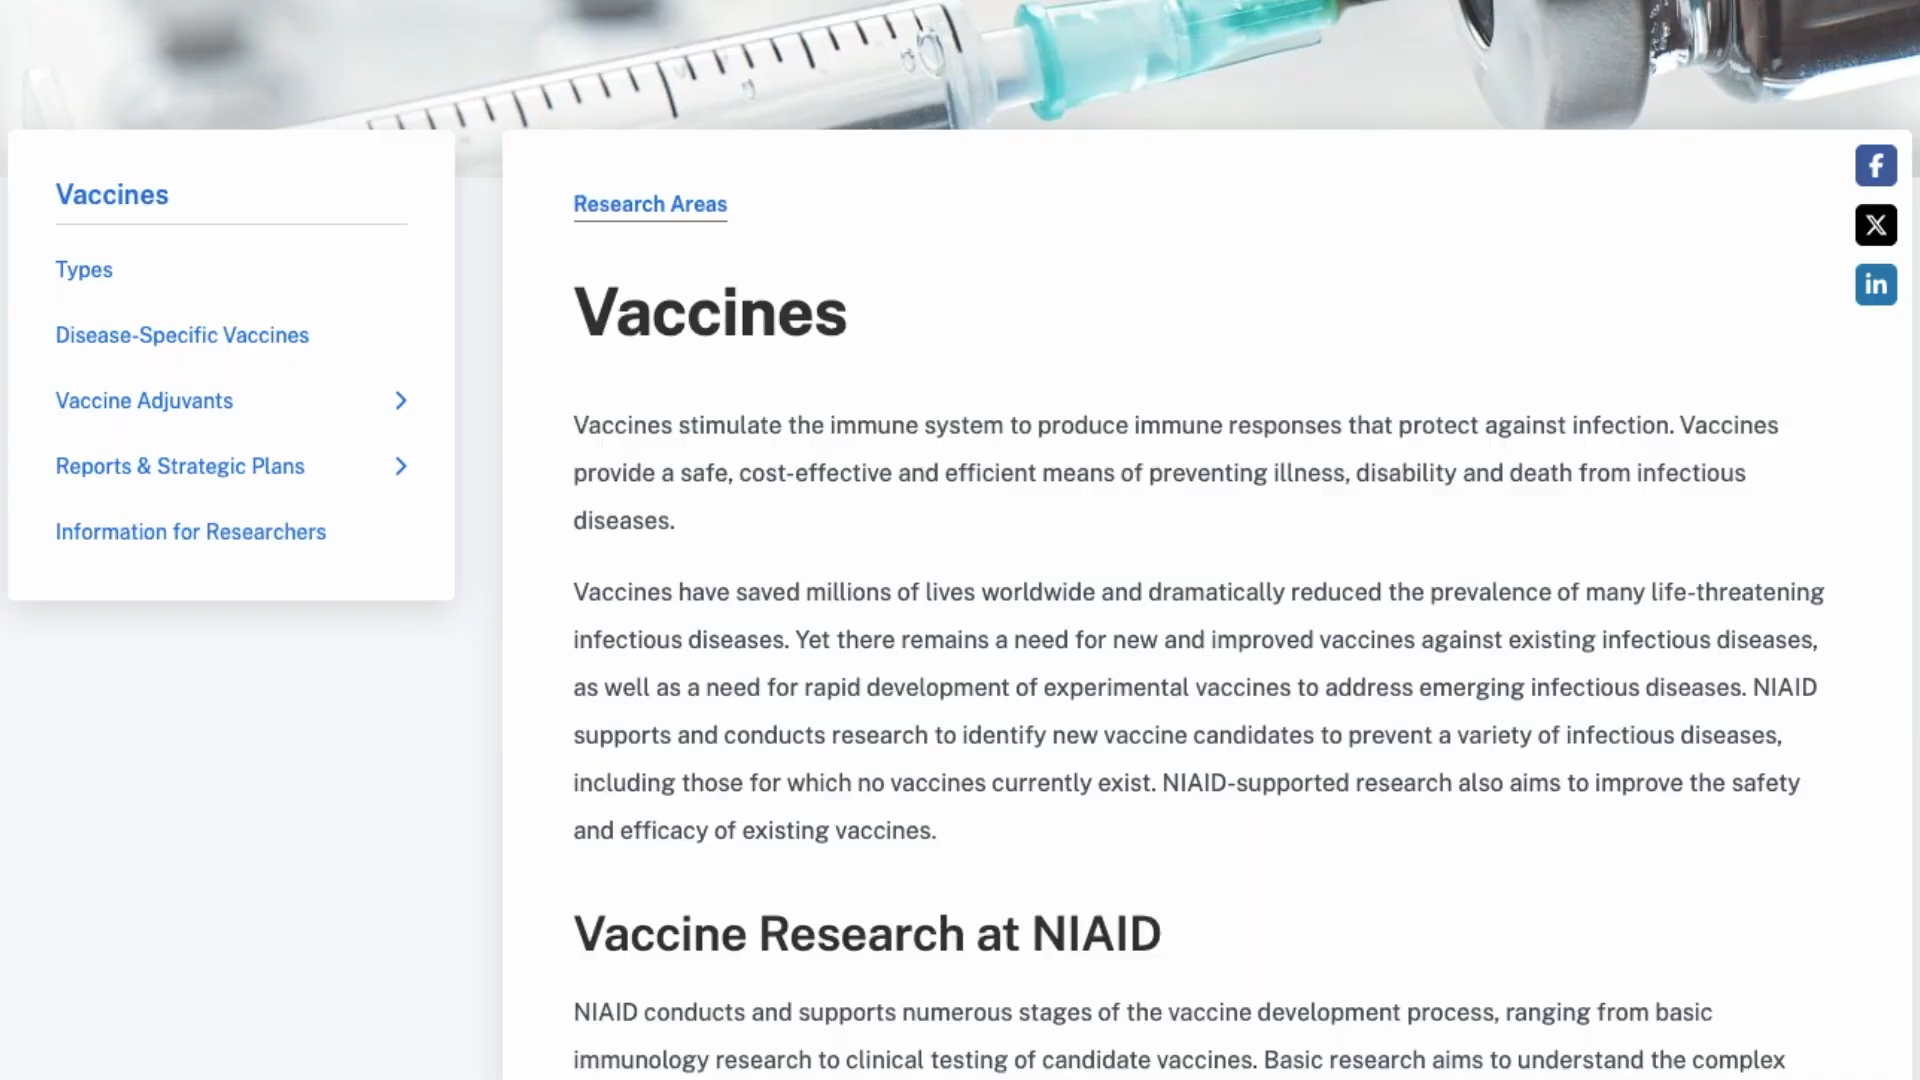 Vaccines
Types
Disease-Specific Vaccines
Vaccine Adjuvants
Reports & Strategic Plans
Information for Researchers
Research Areas
Vaccines
Vaccines stimulate the immune system to produce immune responses that protect against infection. Vaccines
provide a safe, cost-effective and efficient means of preventing illness, disability and death from infectious
diseases.
Vaccines have saved millions of lives worldwide and dramatically reduced the prevalence of many life-threatening
infectious diseases. Yet there remains a need for new and improved vaccines against existing infectious diseases,
as well as a need for rapid development of experimental vaccines to address emerging infectious diseases. NIAID
supports and conducts research to identify new vaccine candidates to prevent a variety of infectious diseases,
including those for which no vaccines currently exist. NIAID-supported research also aims to improve the safety
and efficacy of existing vaccines.
Vaccine Research at NIAID
NIAID conducts and supports numerous stages of the vaccine development process, ranging from basic
immunology research to clinical testing of candidate vaccines. Basic research aims to understand the complex
f
X
in